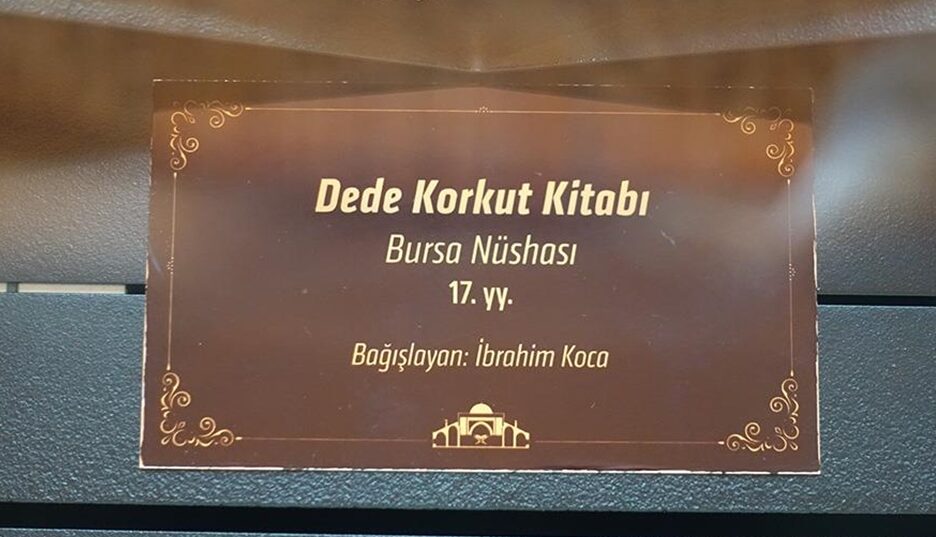 Dede Korkut Kitabı
Bursa Nüshası
17. yy.
Bağışlayan: İbrahim Koca